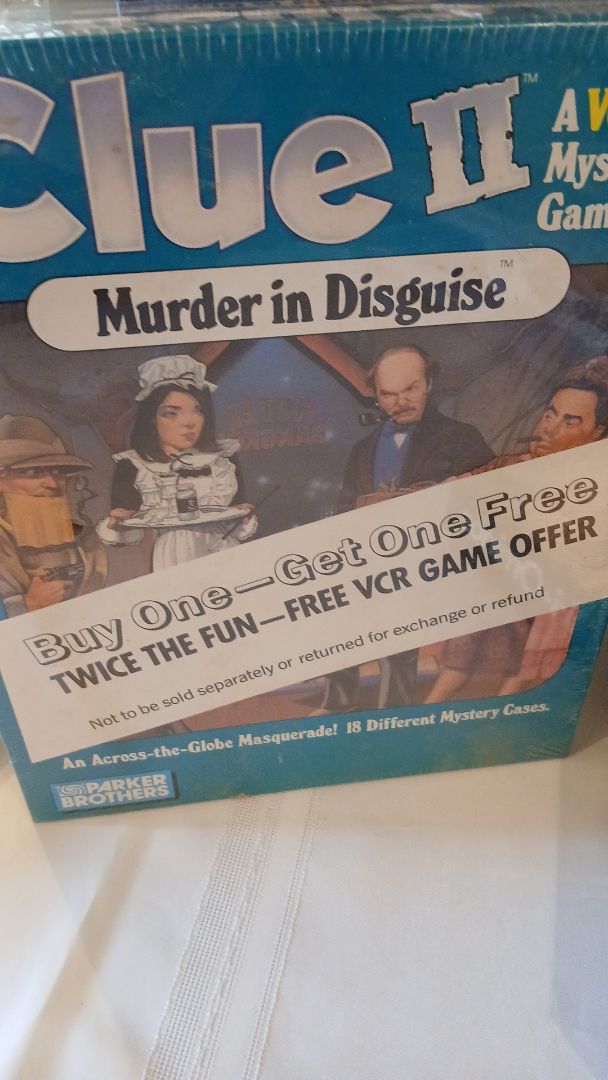 Clue II™
A V
Mys
Gam
Murder in Disguise™
Buy One—Get One Free
TWICE THE FUN—FREE VCR GAME OFFER
Not to be sold separately or returned for exchange or refund
An Across-the-Globe Masquerade! 18 Different Mystery Cases.
PARKER
BROTHERS